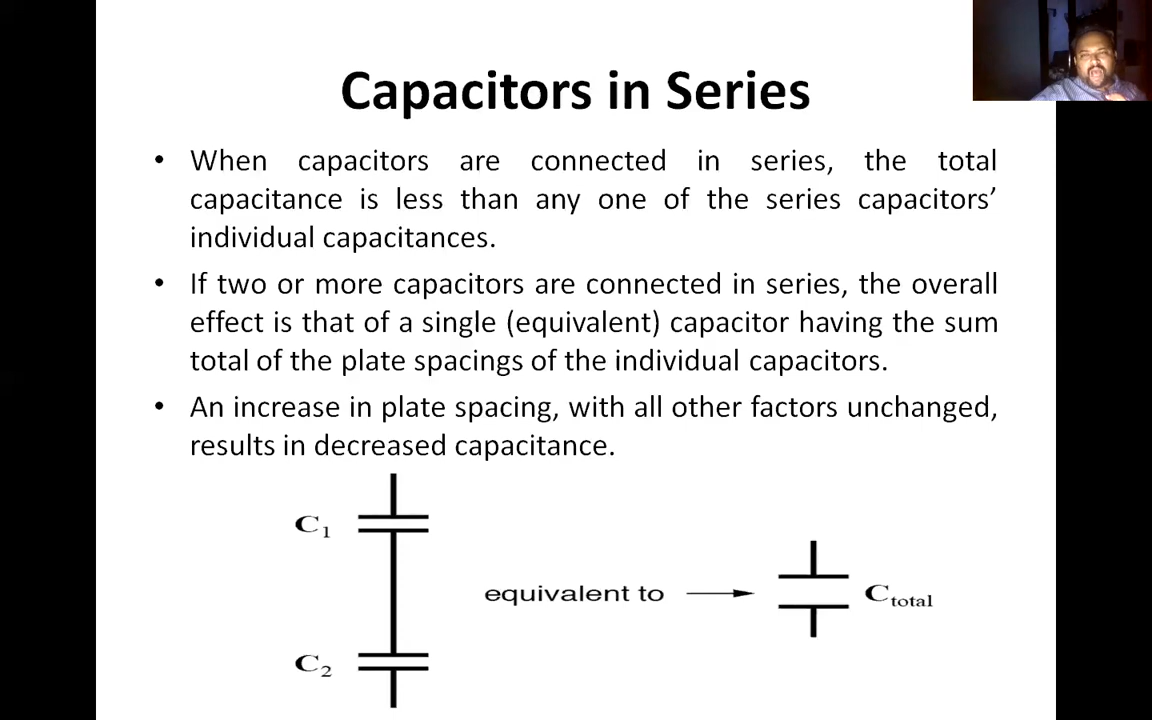 Capacitors in Series
• When capacitors are connected in series, the total
capacitance is less than any one of the series capacitors’
individual capacitances.
• If two or more capacitors are connected in series, the overall
effect is that of a single (equivalent) capacitor having the sum
total of the plate spacings of the individual capacitors.
• An increase in plate spacing, with all other factors unchanged,
results in decreased capacitance.
C1
equivalent to
Ctotal
C2